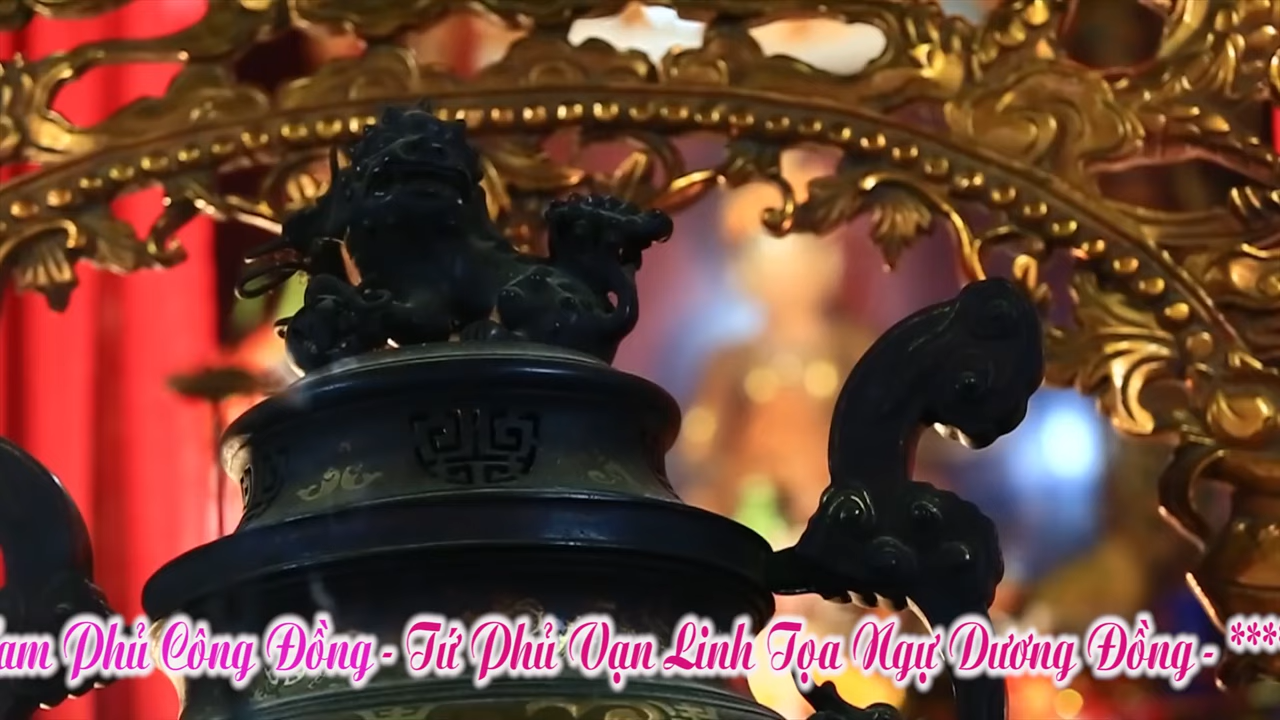 Phủ Công Đồng - Tứ Phủ Vạn Linh Tọa Ngự Dương Đồng - ***